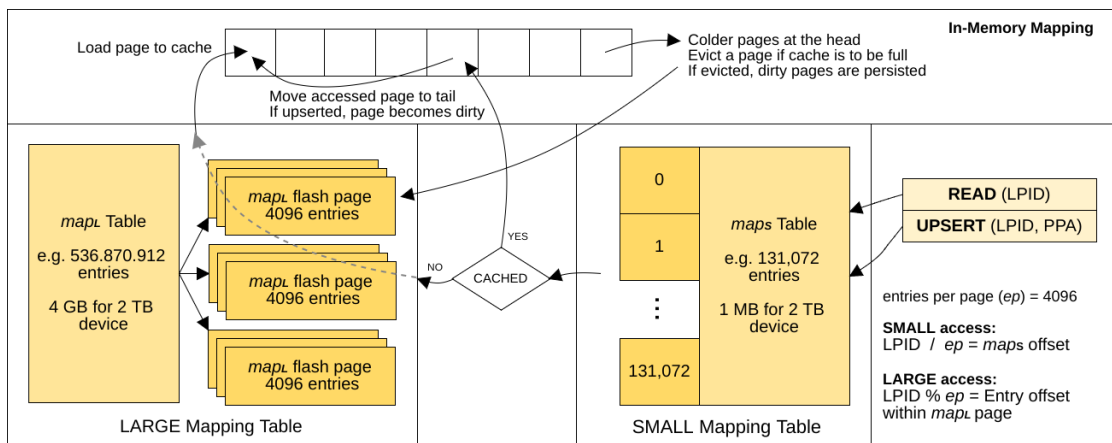 In-Memory Mapping
Load page to cache
Colder pages at the head
Evict a page if cache is to be full
If evicted, dirty pages are persisted
Move accessed page to tail
If upserted, page becomes dirty
mapL Table
e.g. 536.870.912
entries
4 GB for 2 TB
device
mapL flash page
4096 entries
mapL flash page
4096 entries
mapL flash page
4096 entries
LARGE Mapping Table
YES
NO
CACHED
0
1
⋮
131,072
mapS Table
e.g. 131,072
entries
1 MB for 2 TB
device
SMALL Mapping Table
READ (LPID)
UPSERT (LPID, PPA)
entries per page (ep) = 4096
SMALL access:
LPID / ep = mapS offset
LARGE access:
LPID % ep = Entry offset
within mapL page